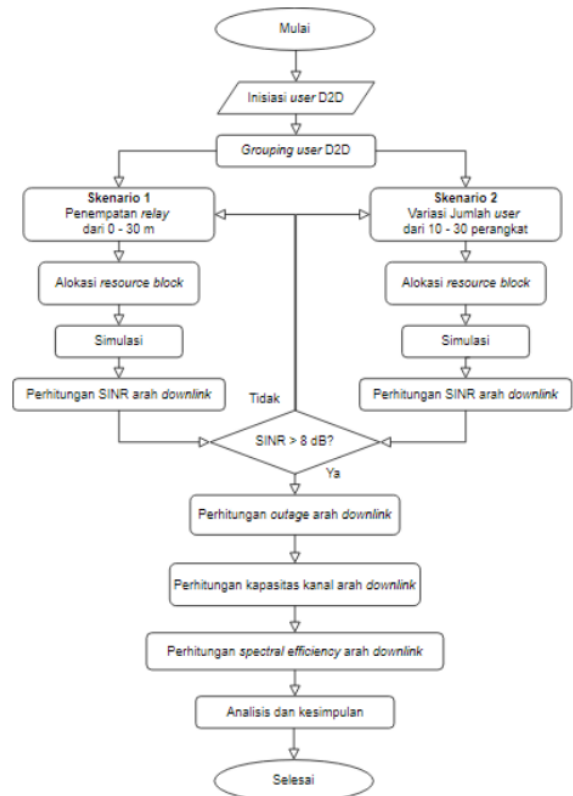 Mulai
Inisiasi user D2D
Grouping user D2D
Skenario 1
Penempatan relay
dari 0 - 30 m
Skenario 2
Variasi Jumlah user
dari 10 - 30 perangkat
Alokasi resource block
Alokasi resource block
Simulasi
Simulasi
Perhitungan SINR arah downlink
Perhitungan SINR arah downlink
Tidak
SINR > 8 dB?
Ya
Perhitungan outage arah downlink
Perhitungan kapasitas kanal arah downlink
Perhitungan spectral efficiency arah downlink
Analisis dan kesimpulan
Selesai